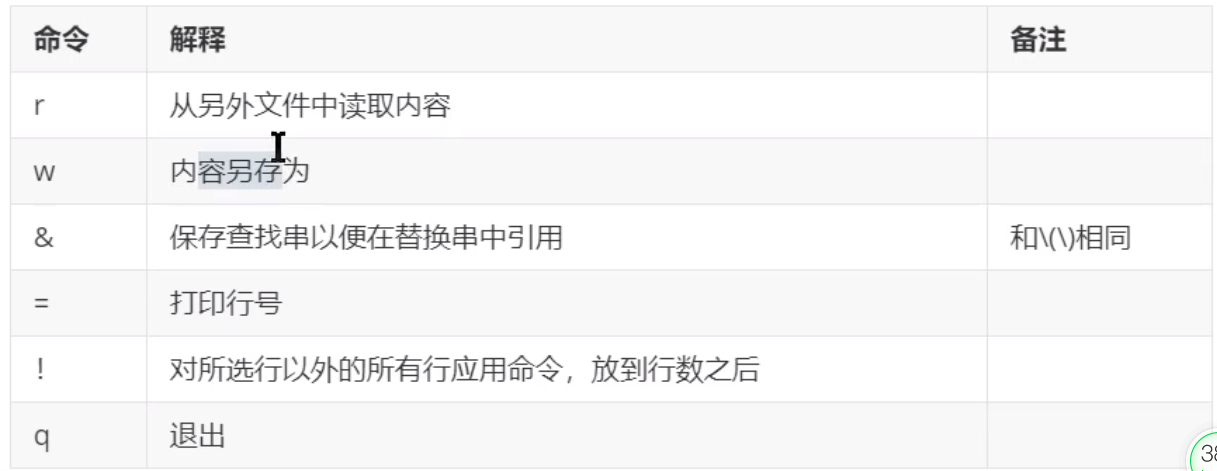 命令 解释 备注
r 从另外文件中读取内容
w 内容另存为
& 保存查找串以便在替换串中引用 和\(\)相同
= 打印行号
! 对所选行以外的所有行应用命令，放到行数之后
q 退出
38